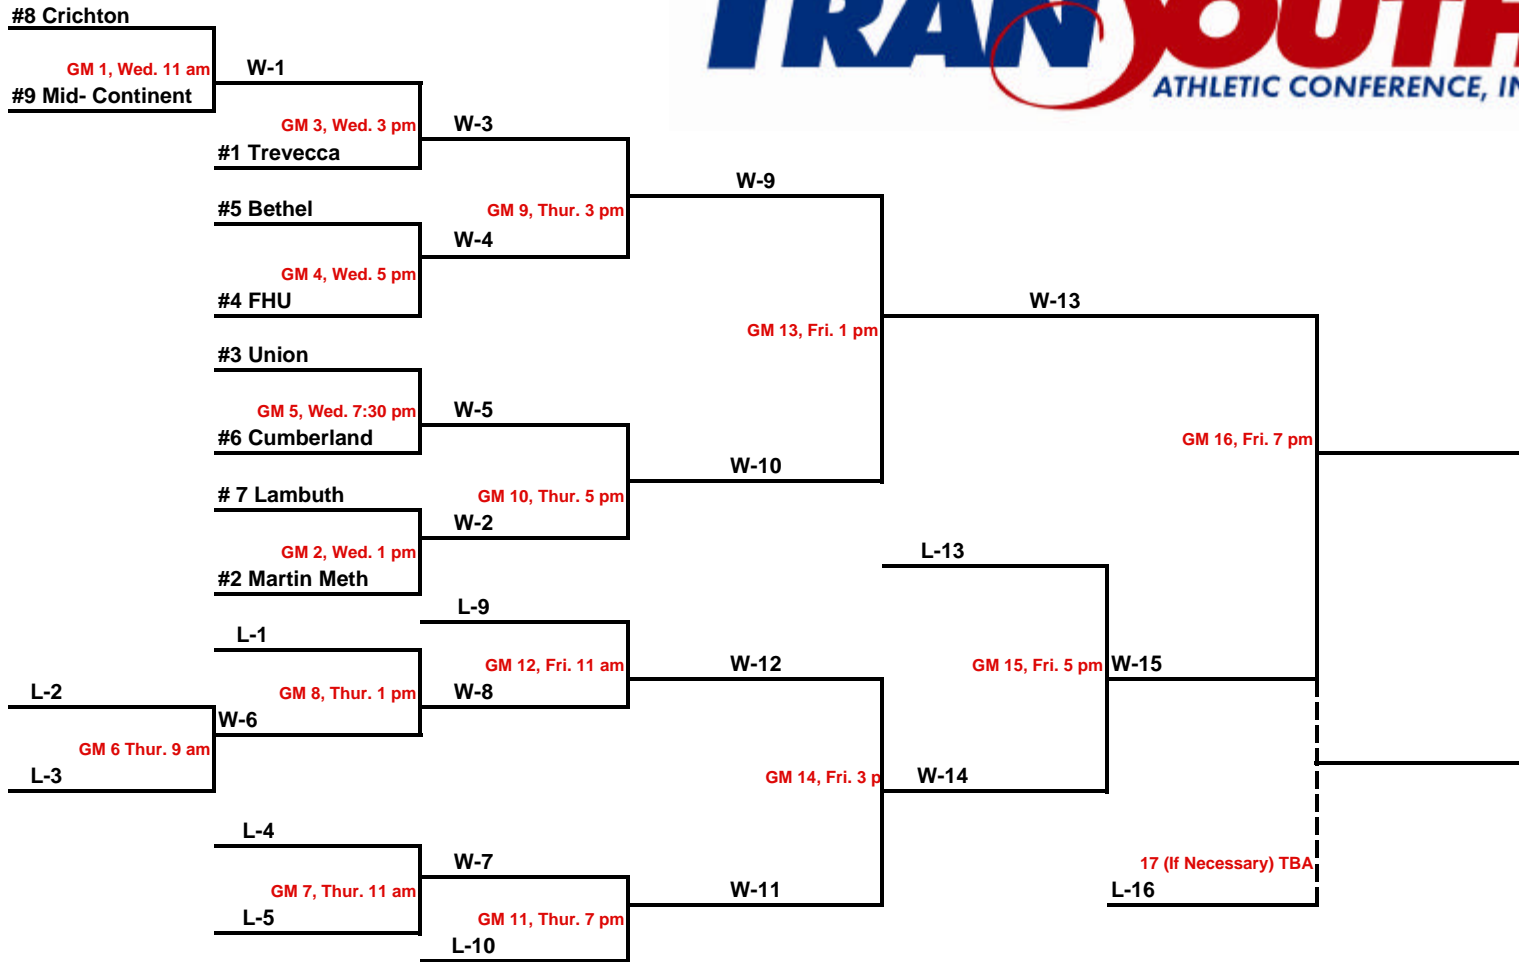 #8 Crichton
TRANSOUTH
GM 1, Wed. 11 am
W-1
#9 Mid- Continent
ATHLETIC CONFERENCE,
GM 3, Wed. 3 pm
W-3
#1 Trevecca
W-9
#5 Bethel
GM 9, Thur. 3 pm
W-4
GM 4, Wed. 5 pm
#4 FHU
W-13
GM 13, Fri. 1 pm
#3 Union
GM 5, Wed. 7:30 pm
W-5
#6 Cumberland
GM 16, Fri. 7 pm
W-10
# 7 Lambuth
GM 10, Thur. 5 pm
W-2
GM 2, Wed. 1 pm
L-13
#2 Martin Meth
L-9
L-1
GM 12, Fri. 11 am
W-12
GM 15, Fri. 5 pm
W-15
L-2
GM 8, Thur. 1 pm
W-8
W-6
GM 6 Thur. 9 am
L-3
GM 14, Fri. 3 p
W-14
L-4
W-7
17 (If Necessary) TBA
GM 7, Thur. 11 am
W-11
L-16
L-5
GM 11, Thur. 7 pm
L-10